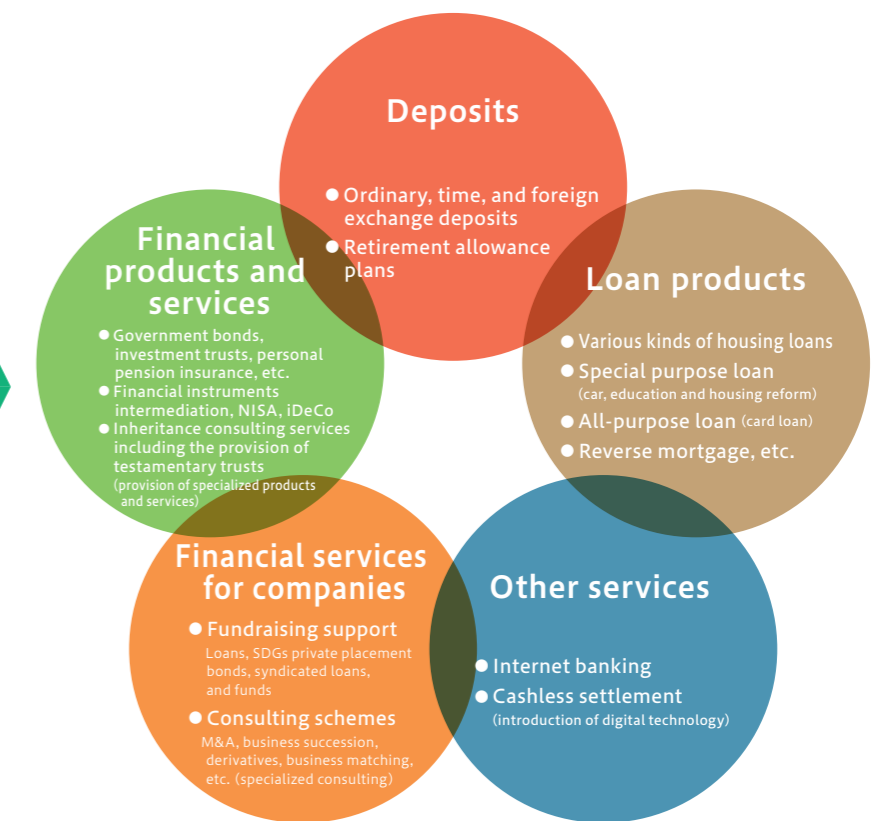 Deposits
● Ordinary, time, and foreign
exchange deposits
● Retirement allowance
plans
Financial
products and
services
● Government bonds,
investment trusts, personal
pension insurance, etc.
● Financial instruments
intermediation, NISA, iDeCo
● Inheritance consulting services
including the provision of
testamentary trusts
(provision of specialized products
and services)
Loan products
● Various kinds of housing loans
● Special purpose loan
(car, education and housing reform)
● All-purpose loan (card loan)
● Reverse mortgage, etc.
Financial services
for companies
● Fundraising support
Loans, SDGs private placement
bonds, syndicated loans,
and funds
● Consulting schemes
M&A, business succession,
derivatives, business matching,
etc. (specialized consulting)
Other services
● Internet banking
● Cashless settlement
(introduction of digital technology)